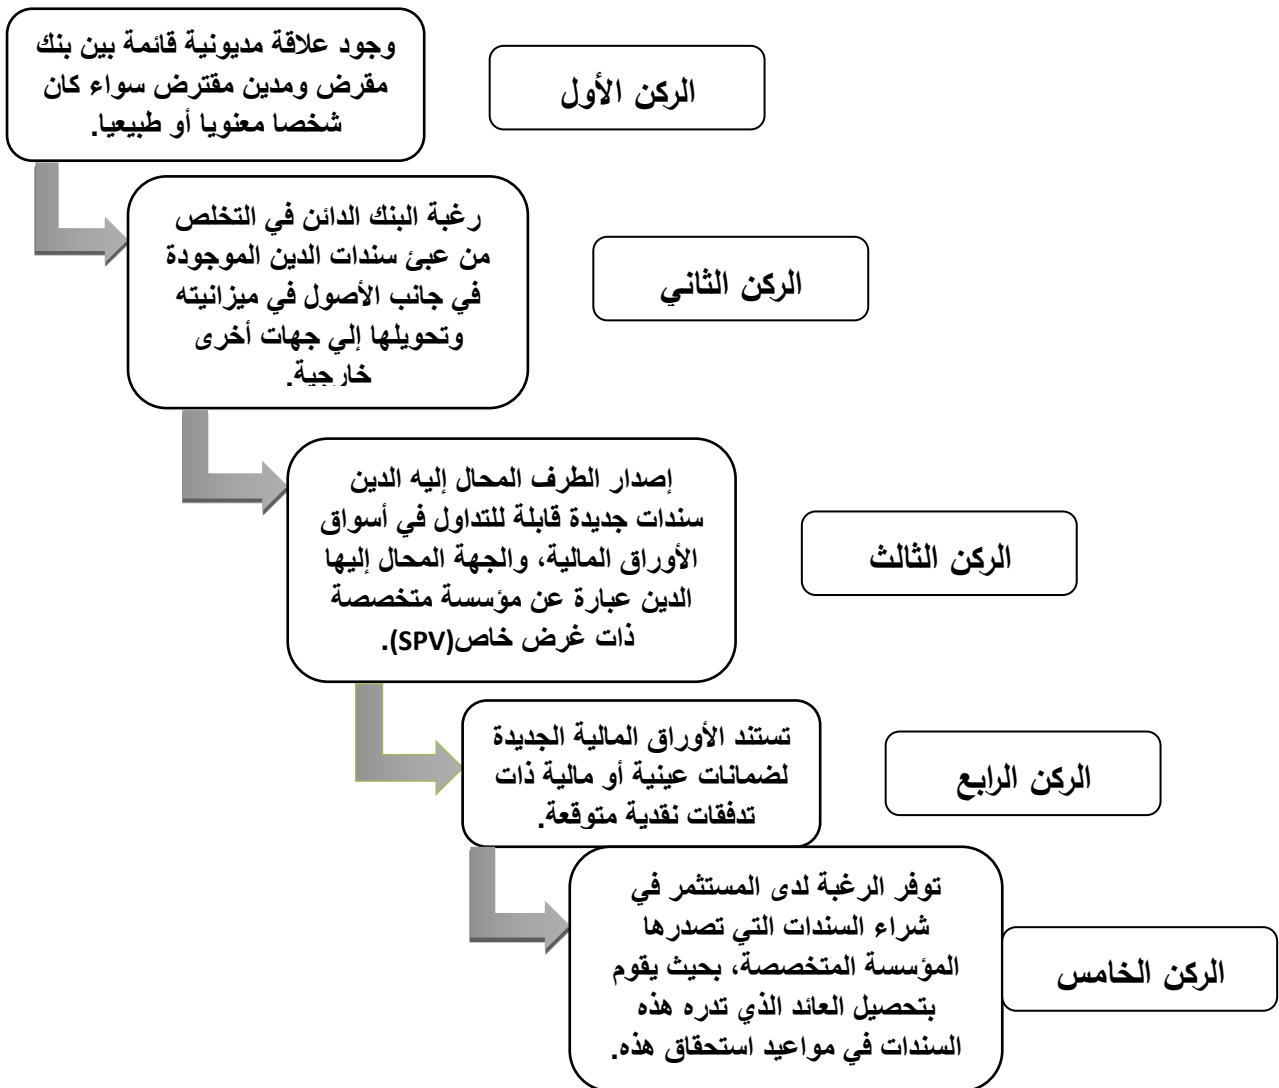 الركن الأول
وجود علاقة مديونية قائمة بين بنك
مقرض ومدين مقترض سواء كان
شخصا معنويا أو طبيعيا.
الركن الثاني
رغبة البنك الدائن في التخلص
من عبئ سندات الدين الموجودة
في جانب الأصول في ميزانيته
وتحويلها إلي جهات أخرى
خارجية.
الركن الثالث
إصدار الطرف المحال إليه الدين
سندات جديدة قابلة للتداول في أسواق
الأوراق المالية، والجهة المحال إليها
الدين عبارة عن مؤسسة متخصصة
ذات غرض خاص(SPV).
الركن الرابع
تستند الأوراق المالية الجديدة
لضمانات عينية أو مالية ذات
تدفقات نقدية متوقعة.
الركن الخامس
توفر الرغبة لدى المستثمر في
شراء السندات التي تصدرها
المؤسسة المتخصصة، بحيث يقوم
بتحصيل العائد الذي تدره هذه
السندات في مواعيد استحقاق هذه.